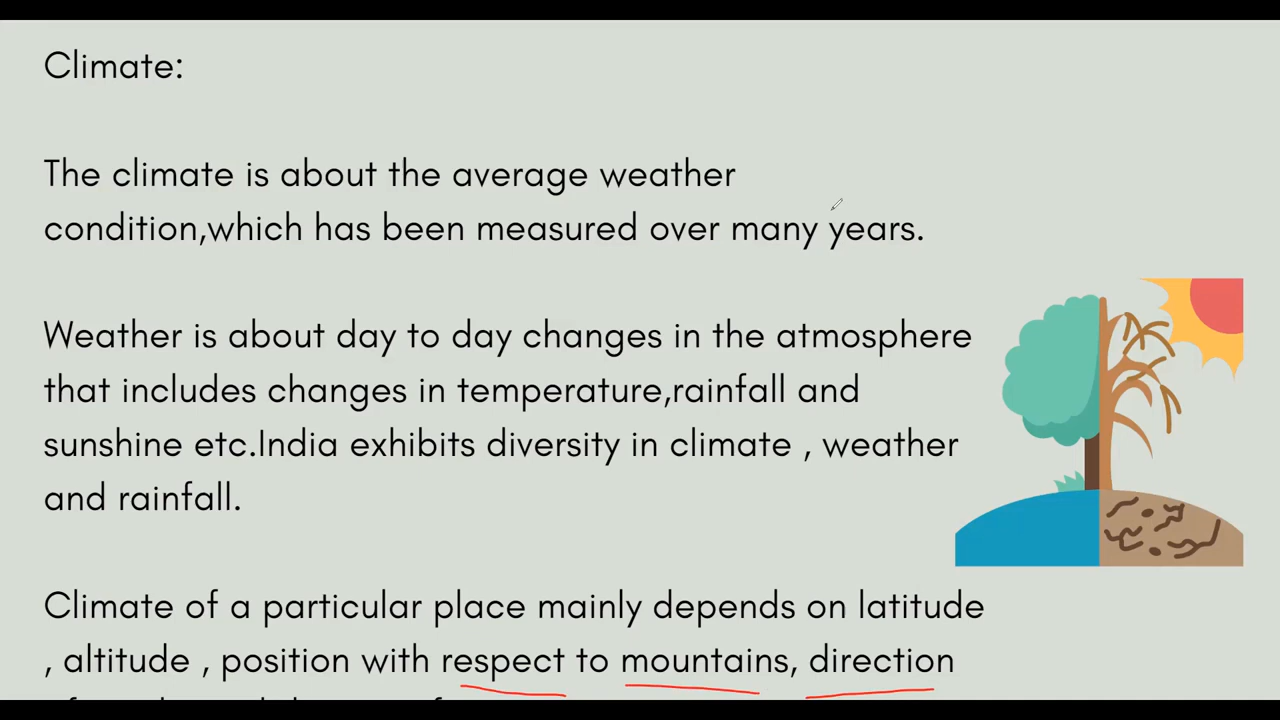 Climate:
The climate is about the average weather
condition,which has been measured over many years.
Weather is about day to day changes in the atmosphere
that includes changes in temperature,rainfall and
sunshine etc.India exhibits diversity in climate , weather
and rainfall.
Climate of a particular place mainly depends on latitude
, altitude , position with respect to mountains, direction